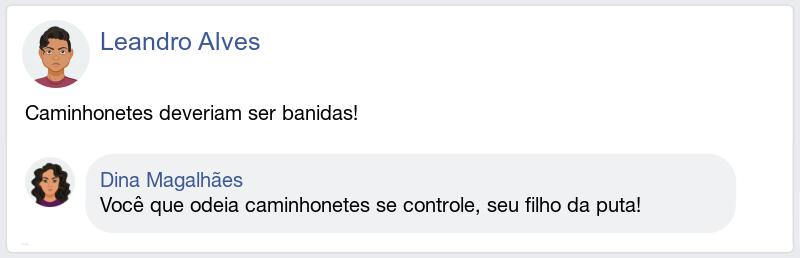 Leandro Alves
Caminhonetes deveriam ser banidas!
Dina Magalhães
Você que odeia caminhonetes se controle, seu filho da puta!